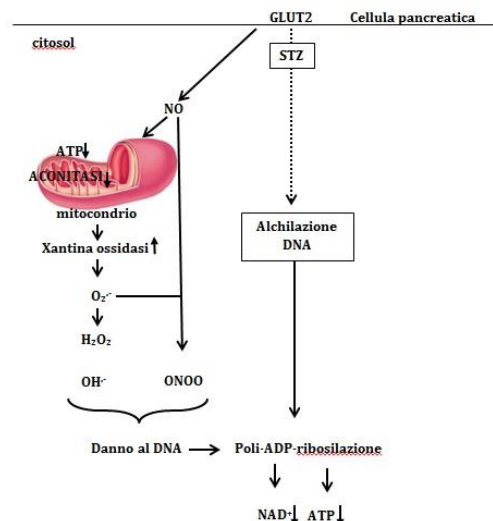 GLUT2 Cellula pancreatica
citosol
STZ
NO
ATP
ACONITASI
mitocondrio
Xantina ossidasi
Alchilazione
DNA
O₂·-
H₂O₂
OH·- ONOO
Danno al DNA Poli-ADP-ribosilazione
NAD⁺ ATP